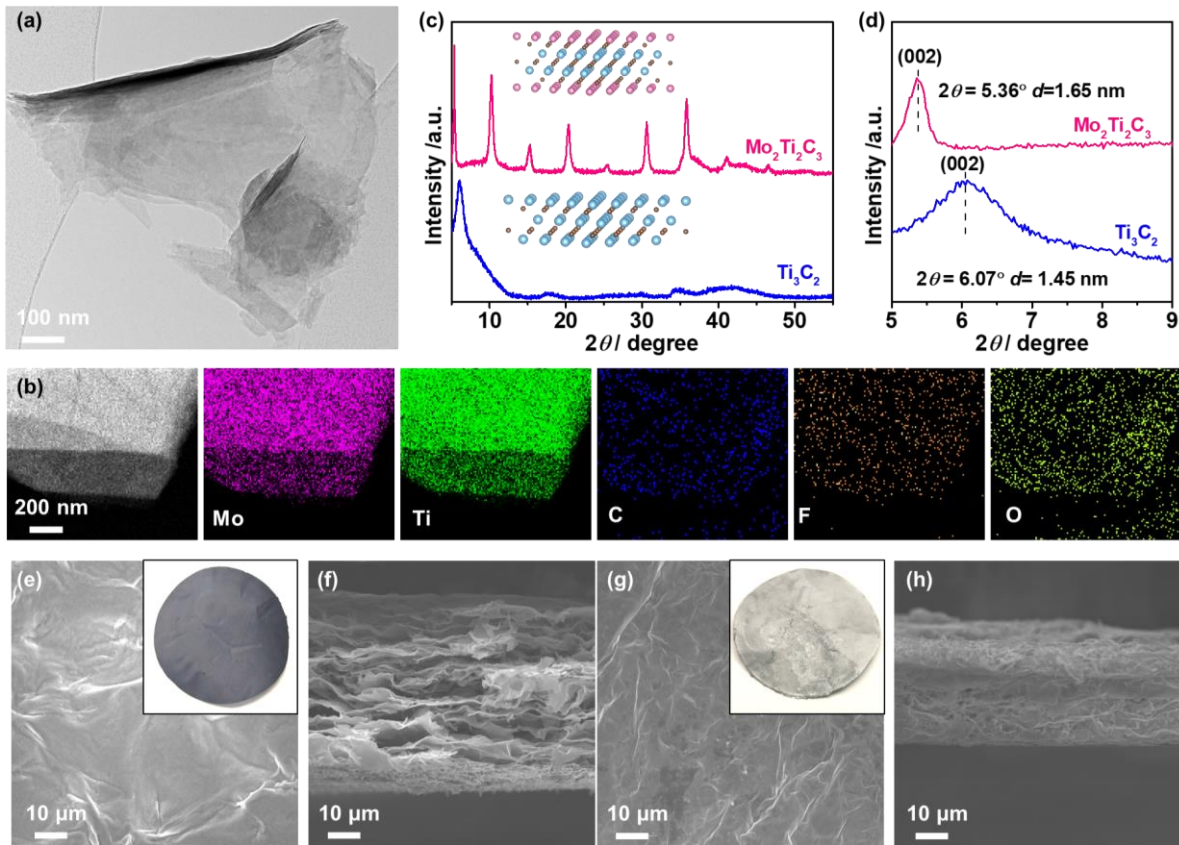 (a)
100 nm
(c)
Mo₂Ti₂C₃
Ti₃C₂
Intensity /a.u.
10 20 30 40 50
2θ / degree
(d)
(002)
2θ = 5.36° d=1.65 nm
Mo₂Ti₂C₃
(002)
Ti₃C₂
2θ = 6.07° d= 1.45 nm
Intensity /a.u.
5 6 7 8 9
2θ / degree
(b)
200 nm
Mo
Ti
C
F
O
(e)
10 µm
(f)
10 µm
(g)
10 µm
(h)
10 µm